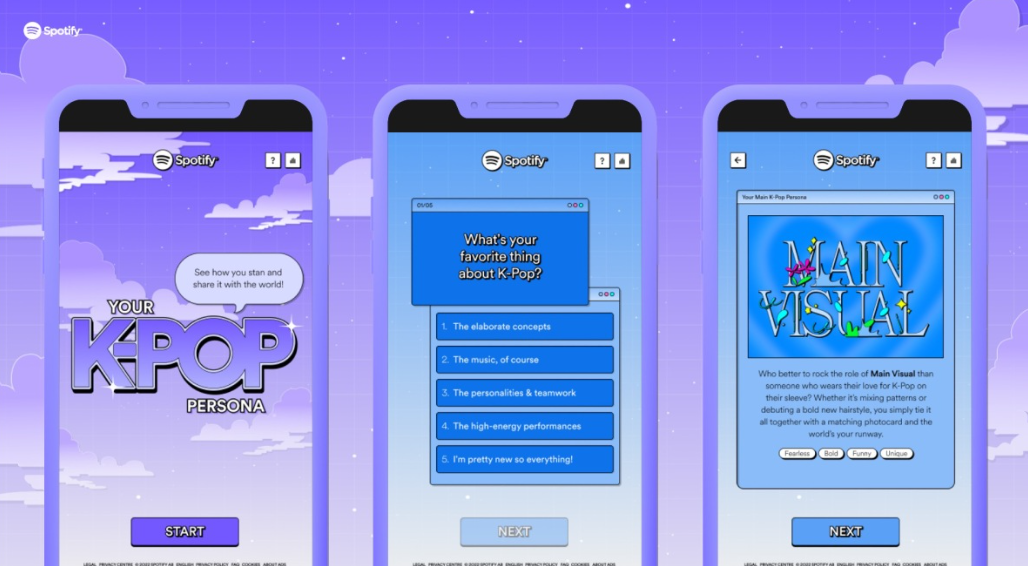 Spotify
Spotify
See how you stan and
share it with the world!
YOUR
K-POP
PERSONA
START
LEGAL PRIVACY CENTRE © 2023 SPOTIFY AB ENGLISH PRIVACY POLICY FAQ COOKIES ABOUT ADS
Spotify
01/05
What's your
favorite thing
about K-Pop?
1. The elaborate concepts
2. The music, of course
3. The personalities & teamwork
4. The high-energy performances
5. I'm pretty new so everything!
NEXT
LEGAL PRIVACY CENTRE © 2023 SPOTIFY AB ENGLISH PRIVACY POLICY FAQ COOKIES ABOUT ADS
Spotify
Your Main K-Pop Persona
MAIN
VISUAL
Who better to rock the role of Main Visual than
someone who wears their love for K-Pop on
their sleeve? Whether it's mixing patterns or
debuting a bold new hairstyle, you simply tie it
all together with a matching photocard and the
world's your runway.
Fearless Bold Funny Unique
NEXT
LEGAL PRIVACY CENTRE © 2023 SPOTIFY AB ENGLISH PRIVACY POLICY FAQ COOKIES ABOUT ADS